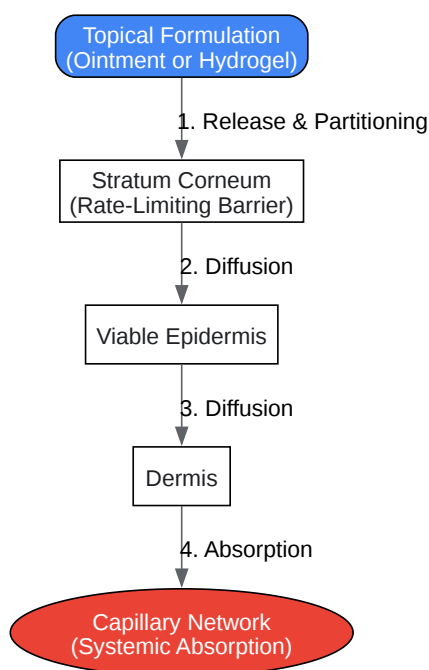 Topical Formulation
(Ointment or Hydrogel)
1. Release & Partitioning
Stratum Corneum
(Rate-Limiting Barrier)
2. Diffusion
Viable Epidermis
3. Diffusion
Dermis
4. Absorption
Capillary Network
(Systemic Absorption)